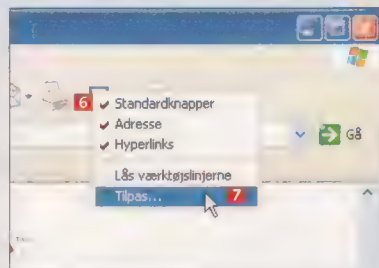 6
Standardknapper
Adresse
Hyperlinks
Gå
Lås værktøjslinjerne
Tilpas...
7